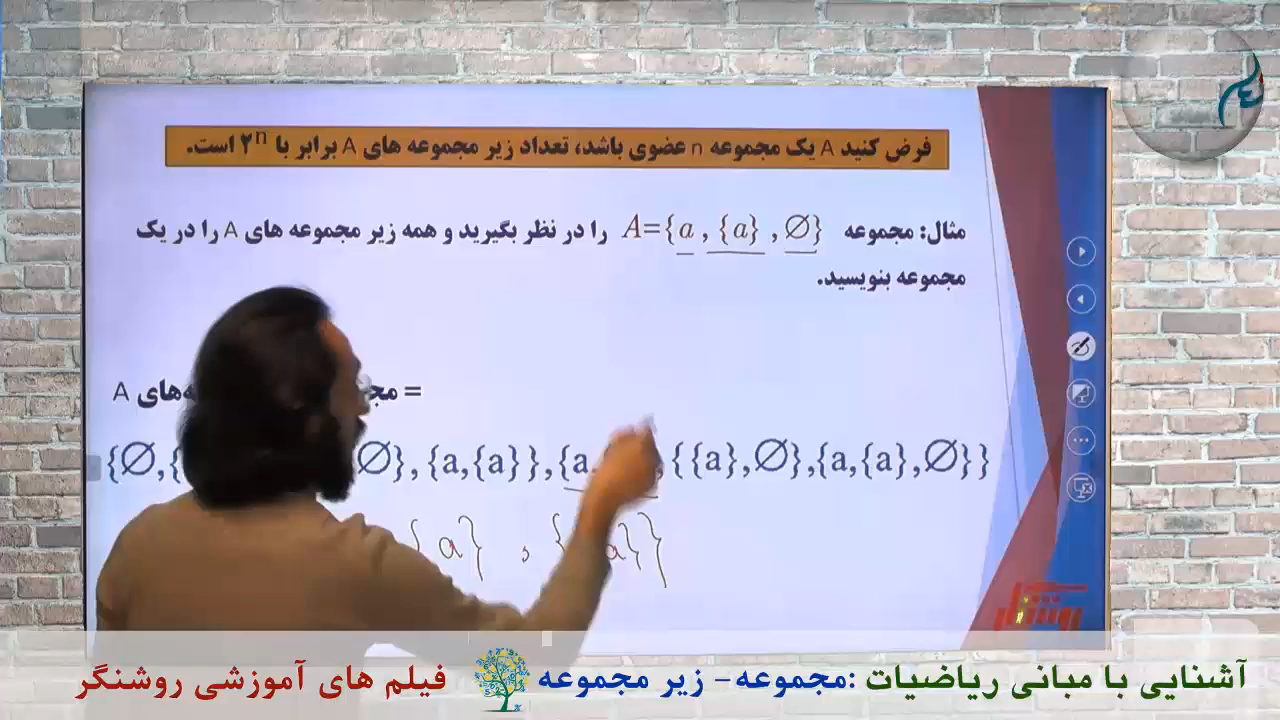 فرض کنید A یک مجموعه n عضوی باشد، تعداد زیر مجموعه های A برابر با ۲ⁿ است.
مثال: مجموعه A={a , {a} , ∅} را در نظر بگیرید و همه زیر مجموعه های A را در یک
مجموعه بنویسید.
A =
{∅, ∅}, {a,{a}}, {a, , {{a},∅},{a,{a},∅}}
{a} , { a}}
روشنگر
آشنایی با مبانی ریاضیات :مجموعه- زیر مجموعه فیلم های آموزشی روشنگر